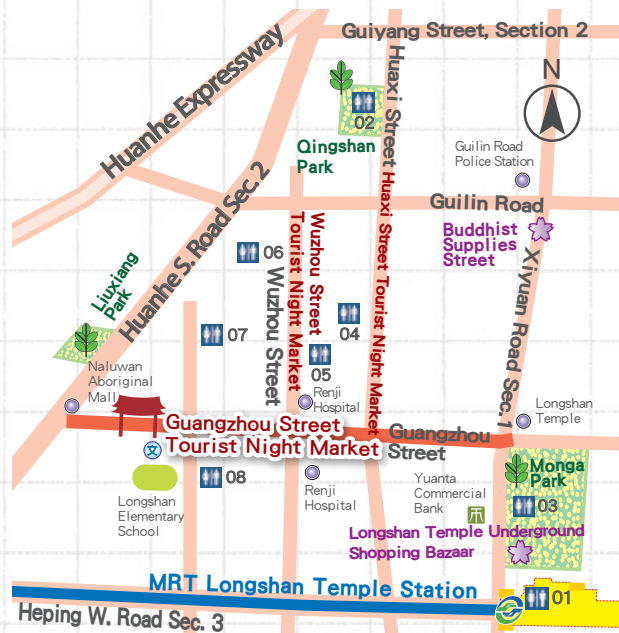 Guiyang Street, Section 2
Huanhe Expressway
Huaxi Street
N
02
Qingshan
Park
Guilin Road
Police Station
Huanhe S. Road Sec. 2
Guilin Road
Huaxi Street Tourist Night Market
Wuzhou Street
Tourist Night Market
Buddhist
Supplies
Street
06
Wuzhou Street
Liuxiang
Park
Xiyuan Road Sec. 1
04
07
05
Naluwan
Aboriginal
Mall
Renji
Hospital
Longshan
Temple
Guangzhou Street
Tourist Night Market
Guangzhou
Street
文
08
Renji
Hospital
Yuanta
Commercial
Bank
Monga
Park
03
Longshan
Elementary
School
Longshan Temple Underground
Shopping Bazaar
MRT Longshan Temple Station
01
Heping W. Road Sec. 3